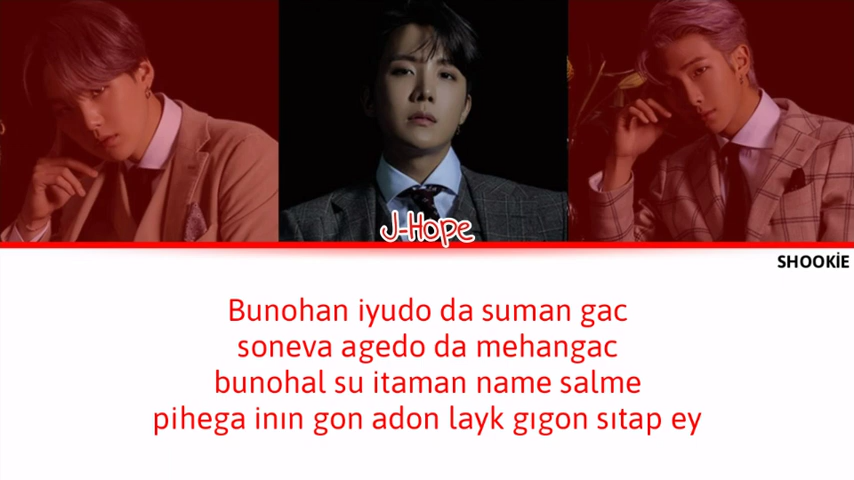 J-Hope
SHOOKİE
Bunohan iyudo da suman gac
soneva agedo da mehangac
bunohal su itaman name salme
pihega inın gon adon layk gıgon sıtap ey